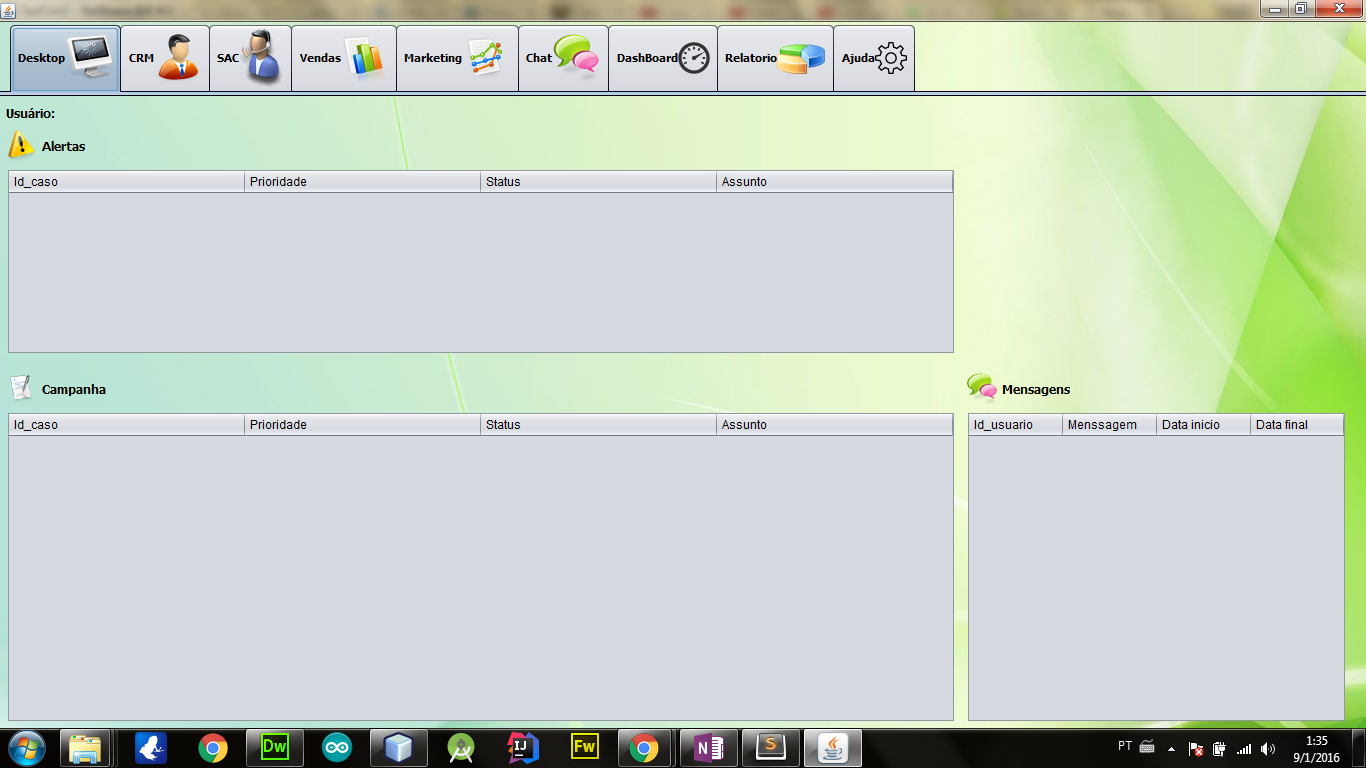 Desktop CRM SAC Vendas Marketing Chat DashBoard Relatorio Ajuda
Usuário:
Alertas
Id_caso Prioridade Status Assunto
Campanha
Id_caso Prioridade Status Assunto
Mensagens
Id_usuario Menssagem Data inicio Data final
Dw IJ Fw N S
PT
1:35
9/1/2016